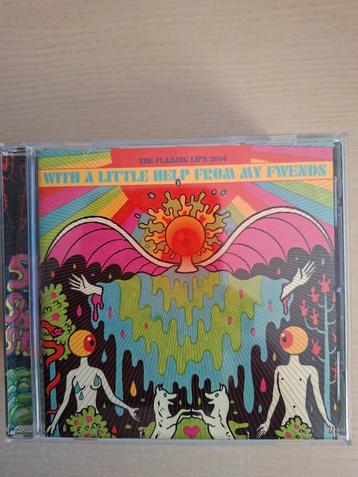 THE FLAMING LIPS 2014
WITH A LITTLE HELP FROM MY FWENDS